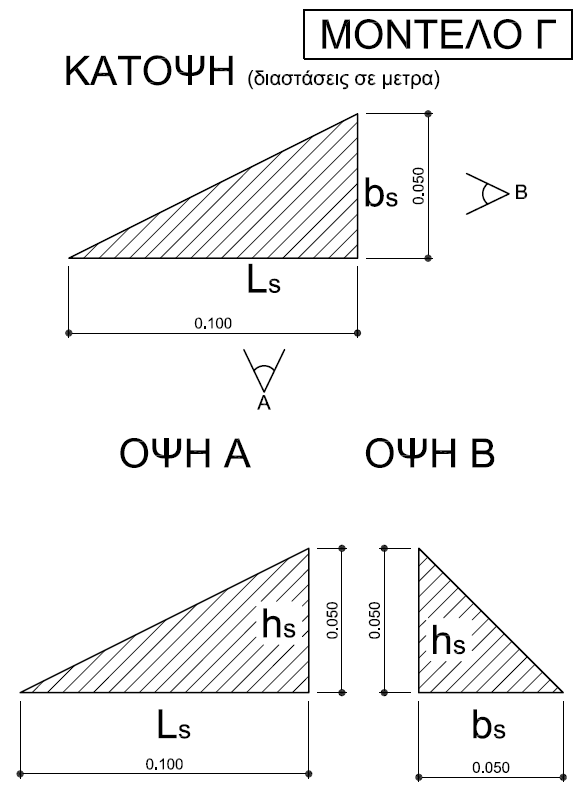 ΜΟΝΤΕΛΟ Γ
ΚΑΤΟΨΗ (διαστάσεις σε μετρα)
bs
0.050
B
Ls
0.100
A
ΟΨΗ Α
ΟΨΗ Β
hs
0.050
0.050
hs
Ls
bs
0.100
0.050